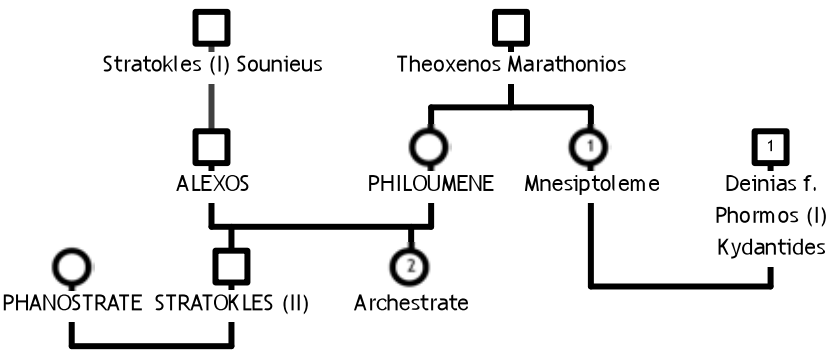 Stratokles (I) Sounieus
Theoxenos Marathonios
1
1
ALEXOS
PHILOUMENE
Mnesiptoleme
Deinias f.
Phormos (I)
Kydantides
2
PHANOSTRATE
STRATOKLES (II)
Archestrate